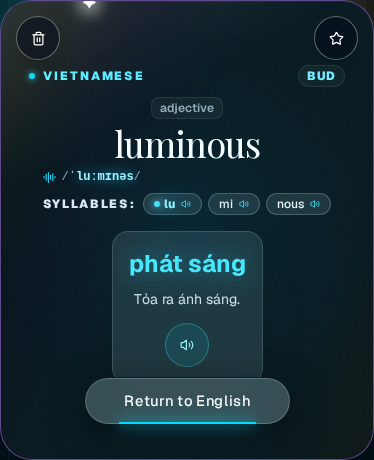 VIETNAMESE
BUD
adjective
luminous
/ˈluːmɪnəs/
SYLLABLES: lu mi nous
phát sáng
Tỏa ra ánh sáng.
Return to English